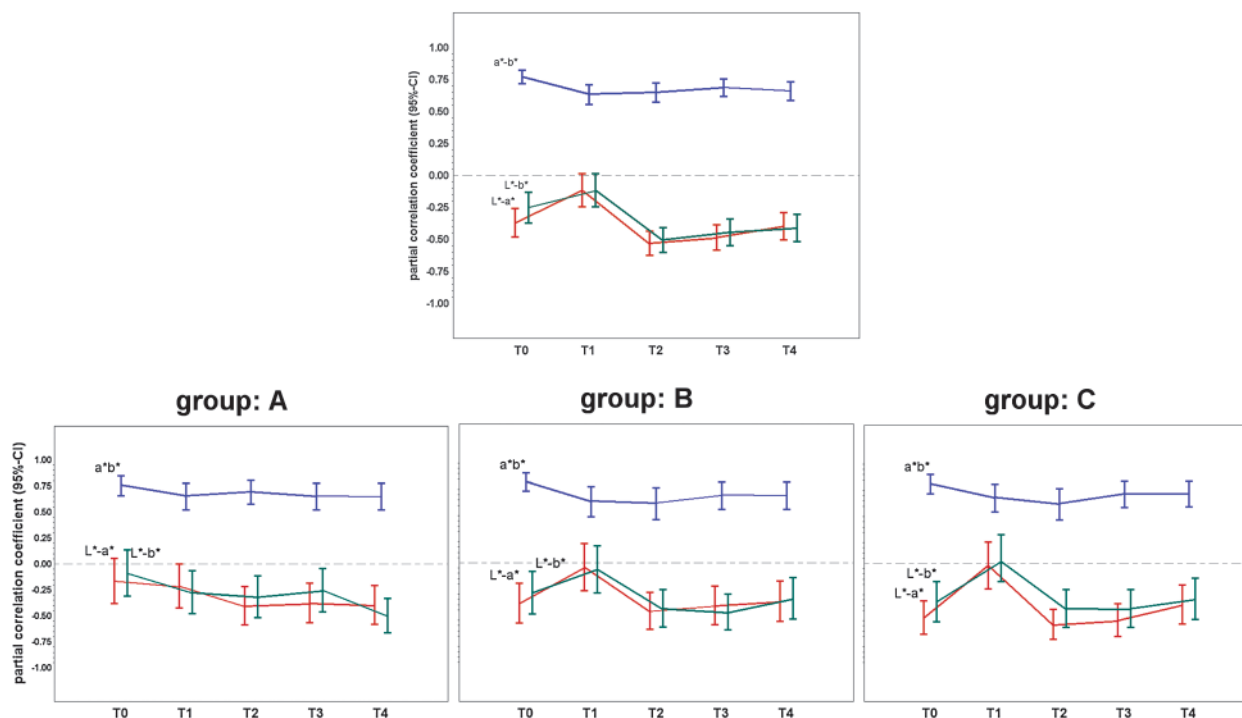 partial correlation coefficient (95%-CI)
1.00
0.75
0.50
0.25
0.00
-0.25
-0.50
-0.75
-1.00
a*-b*
L*-b*
L*-a*
T0 T1 T2 T3 T4
group: A
group: B
group: C
partial correlation coefficient (95%-CI)
1.00
0.75
0.50
0.25
0.00
-0.25
-0.50
-0.75
-1.00
a*b*
L*-a* L*-b*
T0 T1 T2 T3 T4
a*b*
L*-b*
L*-a*
T0 T1 T2 T3 T4
a*b*
L*-b*
L*-a*
T0 T1 T2 T3 T4